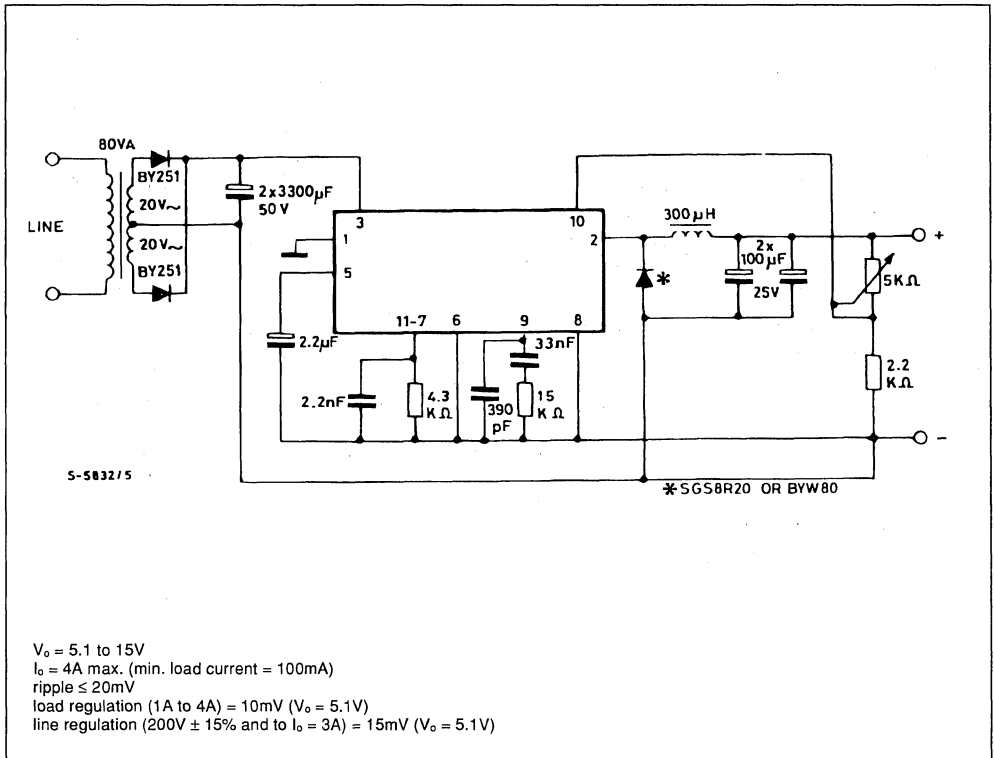 80VA
BY251
20V~
LINE
20V~
BY251
2x3300µF
50V
3
10
1
5
2
11-7
6
9
8
300µH
2x
100µF
25V
+
*
5KΩ
2.2µF
2.2nF
4.3
KΩ
33nF
390
pF
15
KΩ
2.2
KΩ
-
S-5832/5
*SGS8R20 OR BYW80
Vₒ = 5.1 to 15V
Iₒ = 4A max. (min. load current = 100mA)
ripple ≤ 20mV
load regulation (1A to 4A) = 10mV (Vₒ = 5.1V)
line regulation (200V ± 15% and to Iₒ = 3A) = 15mV (Vₒ = 5.1V)